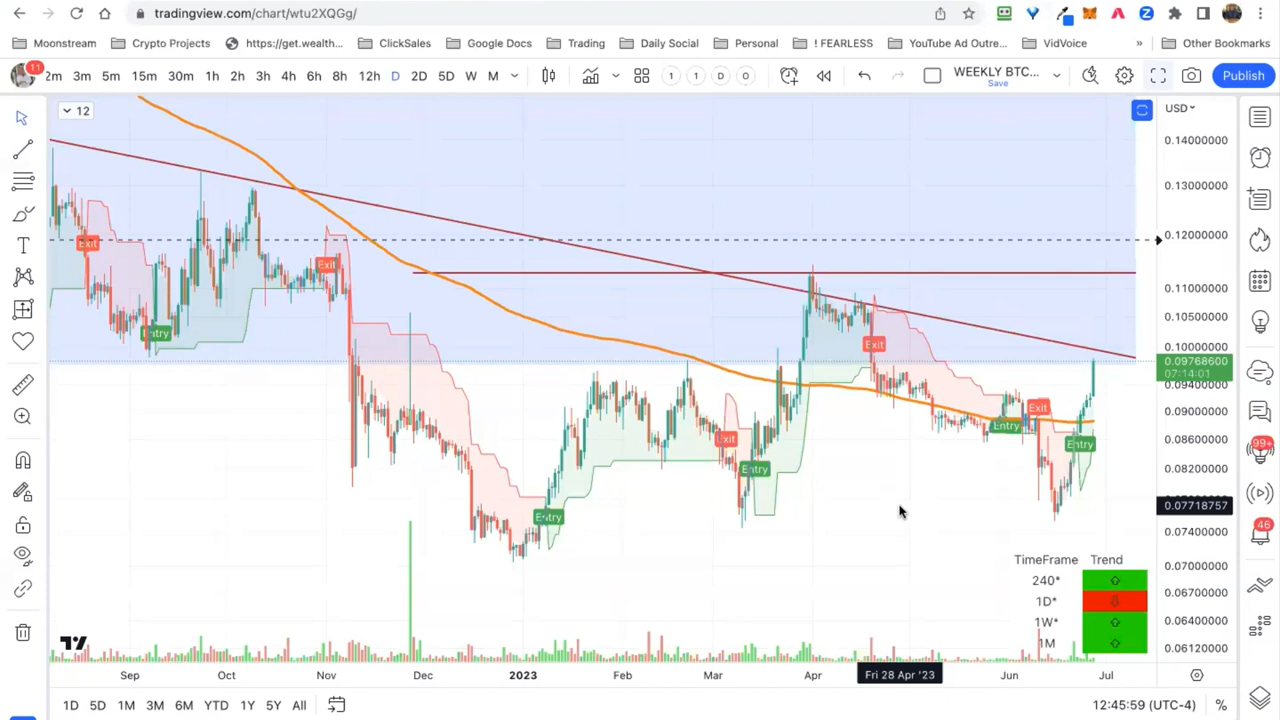 tradingview.com/chart/wtu2XQGg/
Moonstream Crypto Projects https://get.wealth... ClickSales Google Docs Trading Daily Social Personal ! FEARLESS YouTube Ad Outre... VidVoice » Other Bookmarks
11 2m 3m 5m 15m 30m 1h 2h 3h 4h 6h 8h 12h D 2D 5D W M 1 1 D O WEEKLY BTC... Save Publish
12
USD
0.14000000
0.13000000
0.12000000
0.11000000
0.10500000
0.10000000
0.09768600
07:14:01
0.09400000
0.09000000
0.08600000
0.08200000
0.07718757
0.07400000
0.07000000
0.06700000
0.06400000
0.06120000
Exit
Entry
Exit
Entry
Exit
Entry
Exit
Entry
Exit
Entry
99+
46
TimeFrame Trend
240*
1D*
1W*
1M
Sep Oct Nov Dec 2023 Feb Mar Apr Fri 28 Apr '23 Jun Jul
1D 5D 1M 3M 6M YTD 1Y 5Y All 12:45:59 (UTC-4) %